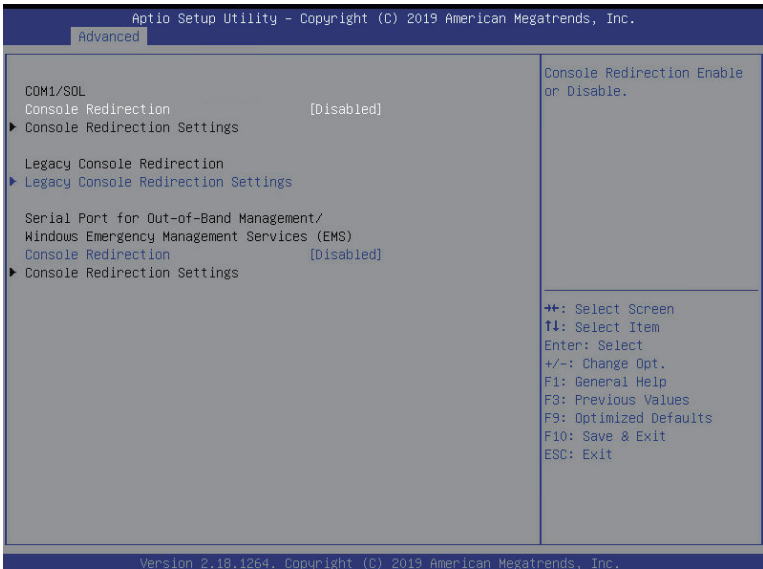 Aptio Setup Utility – Copyright (C) 2019 American Megatrends, Inc.
Advanced
COM1/SOL
Console Redirection [Disabled]
▶ Console Redirection Settings
Legacy Console Redirection
▶ Legacy Console Redirection Settings
Serial Port for Out-of-Band Management/
Windows Emergency Management Services (EMS)
Console Redirection [Disabled]
▶ Console Redirection Settings
Console Redirection Enable
or Disable.
→←: Select Screen
↑↓: Select Item
Enter: Select
+/-: Change Opt.
F1: General Help
F3: Previous Values
F9: Optimized Defaults
F10: Save & Exit
ESC: Exit
Version 2.18.1264. Copyright (C) 2019 American Megatrends, Inc.